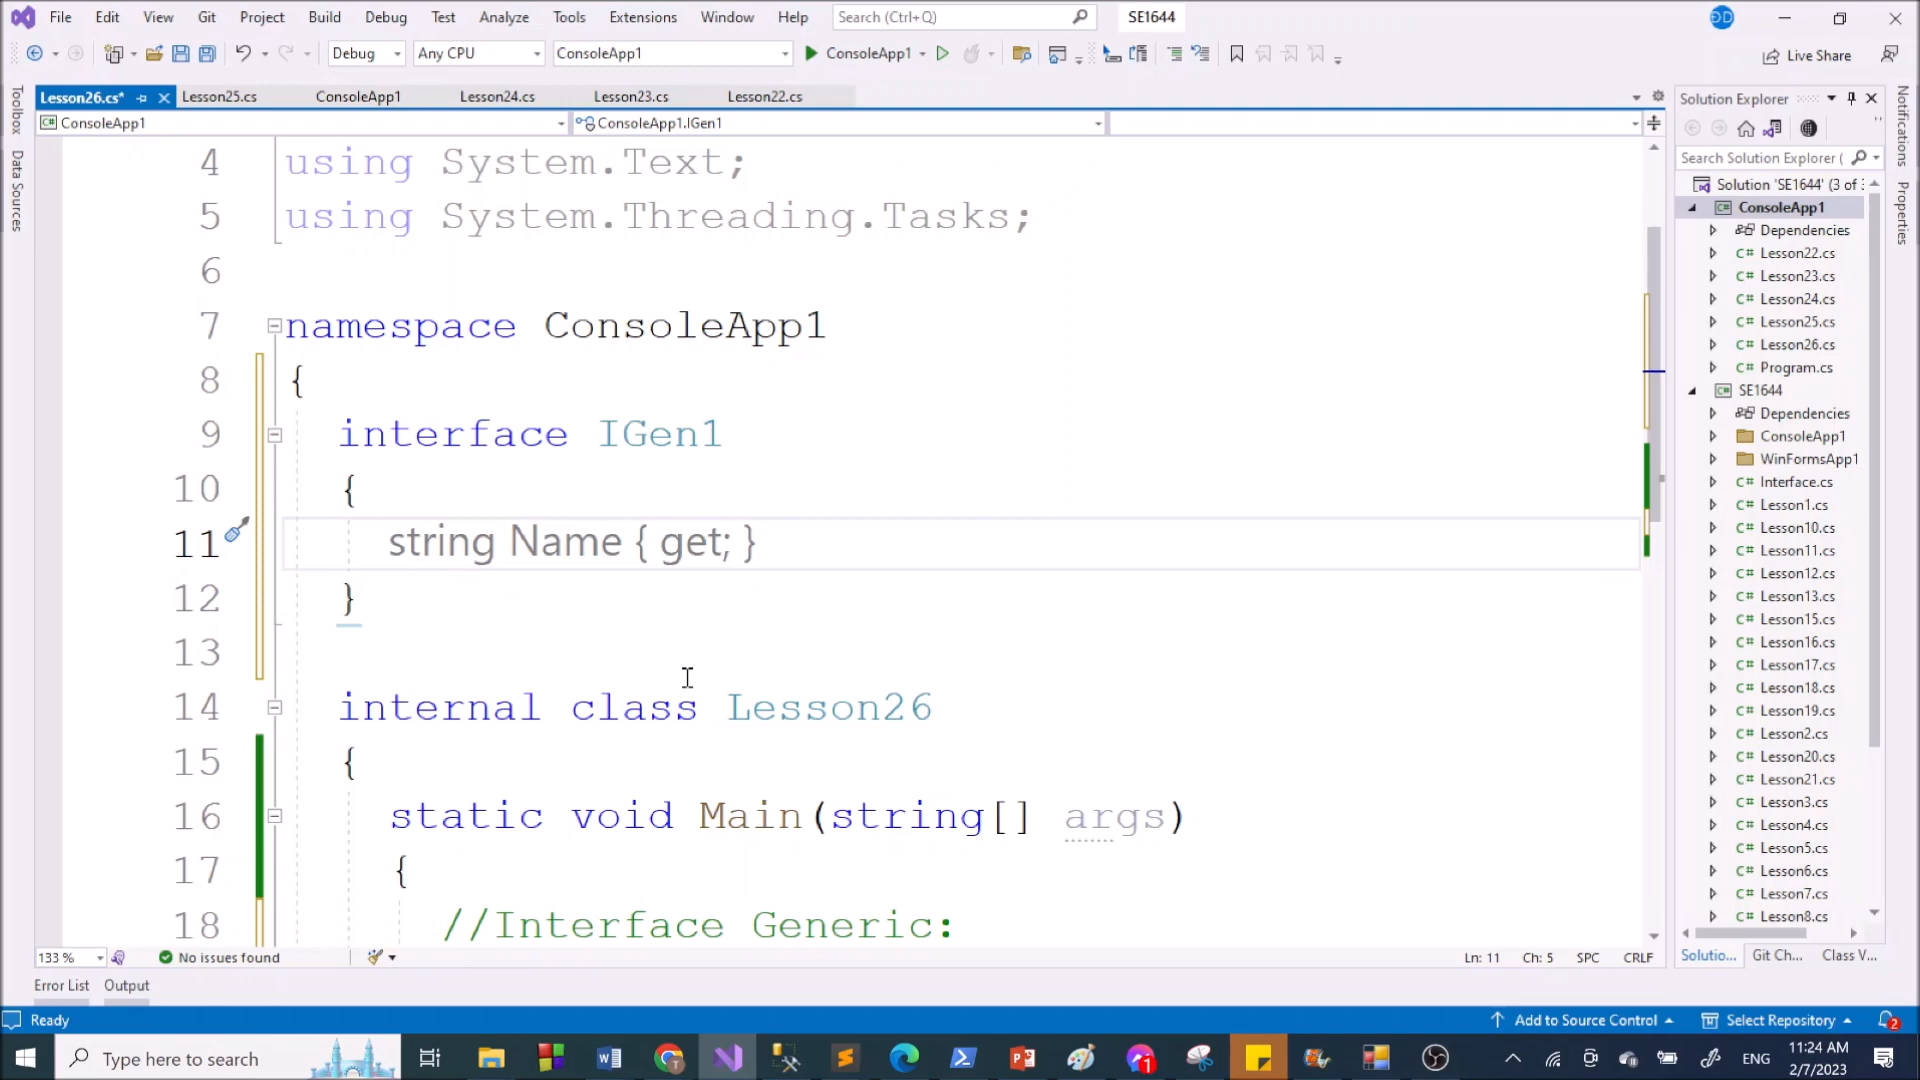 File Edit View Git Project Build Debug Test Analyze Tools Extensions Window Help Search (Ctrl+Q) SE1644
Debug Any CPU ConsoleApp1 ConsoleApp1 Live Share
Lesson26.cs* Lesson25.cs ConsoleApp1 Lesson24.cs Lesson23.cs Lesson22.cs
ConsoleApp1 ConsoleApp1.IGen1
Toolbox
Data Sources
4 using System.Text;
5 using System.Threading.Tasks;
6
7 namespace ConsoleApp1
8 {
9 interface IGen1
10 {
11 string Name { get; }
12 }
13
14 internal class Lesson26
15 {
16 static void Main(string[] args)
17 {
18 //Interface Generic:
133 % No issues found Ln: 11 Ch: 5 SPC CRLF
Error List Output
Solution Explorer
Search Solution Explorer (
Solution 'SE1644' (3 of
ConsoleApp1
Dependencies
C# Lesson22.cs
C# Lesson23.cs
C# Lesson24.cs
C# Lesson25.cs
C# Lesson26.cs
C# Program.cs
SE1644
Dependencies
ConsoleApp1
WinFormsApp1
C# Interface.cs
C# Lesson1.cs
C# Lesson10.cs
C# Lesson11.cs
C# Lesson12.cs
C# Lesson13.cs
C# Lesson15.cs
C# Lesson16.cs
C# Lesson17.cs
C# Lesson18.cs
C# Lesson19.cs
C# Lesson2.cs
C# Lesson20.cs
C# Lesson21.cs
C# Lesson3.cs
C# Lesson4.cs
C# Lesson5.cs
C# Lesson6.cs
C# Lesson7.cs
C# Lesson8.cs
Solutio... Git Ch... Class V...
Notifications
Properties
Ready Add to Source Control Select Repository 2
Type here to search 1 ENG 11:24 AM
2/7/2023